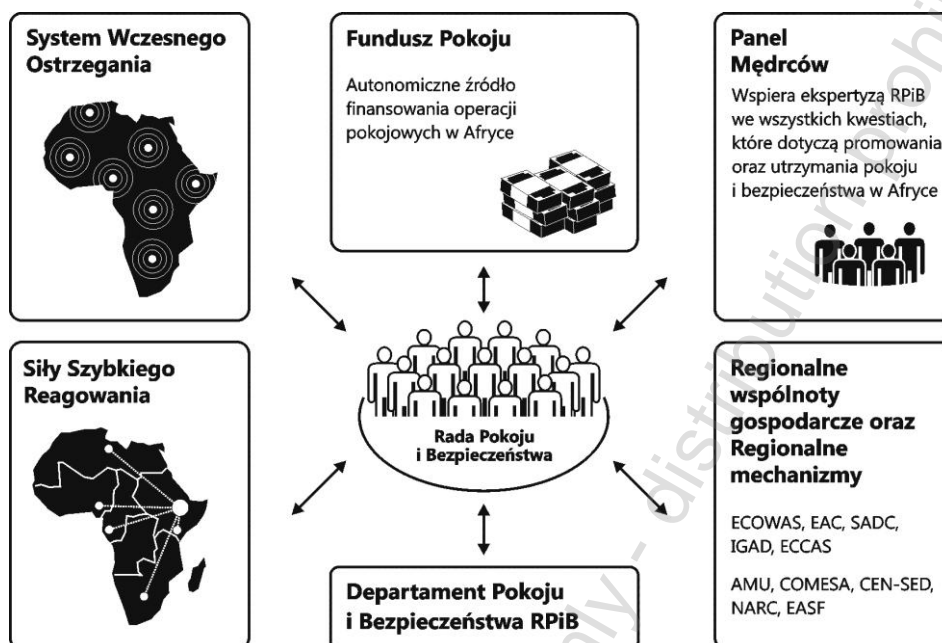 System Wczesnego
Ostrzegania
Fundusz Pokoju
Autonomiczne źródło
finansowania operacji
pokojowych w Afryce
Panel
Mędrców
Wspiera ekspertyzą RPiB
we wszystkich kwestiach,
które dotyczą promowania
oraz utrzymania pokoju
i bezpieczeństwa w Afryce
Rada Pokoju
i Bezpieczeństwa
Siły Szybkiego
Reagowania
Regionalne
wspólnoty
gospodarcze oraz
Regionalne
mechanizmy
ECOWAS, EAC, SADC,
IGAD, ECCAS
AMU, COMESA, CEN-SED,
NARC, EASF
Departament Pokoju
i Bezpieczeństwa RPiB
distribution